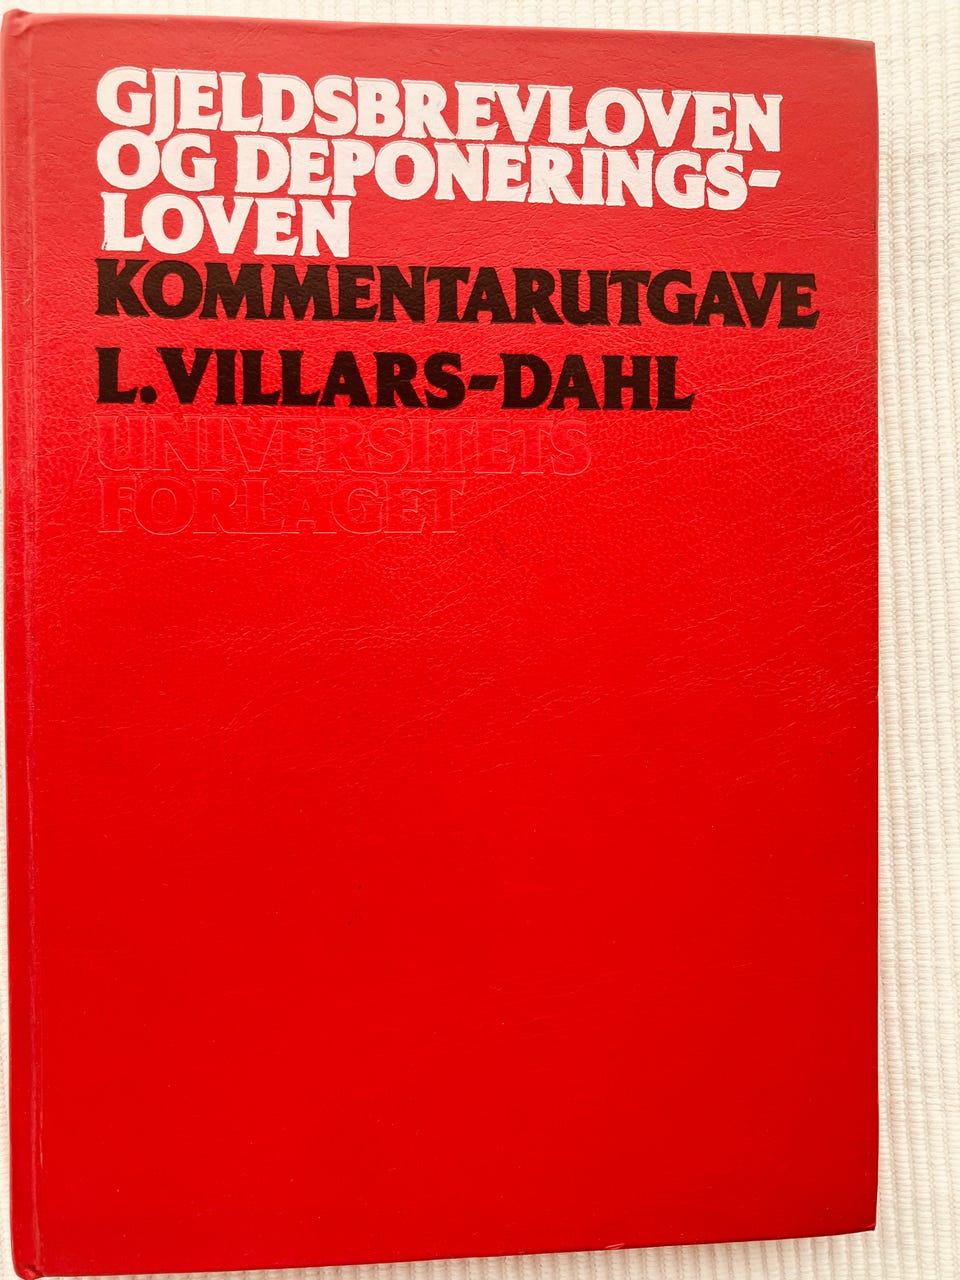 GJELDSBREVLOVEN
OG DEPONERINGS-
LOVEN
KOMMENTARUTGAVE
L. VILLARS-DAHL
UNIVERSITETS
FORLAGET